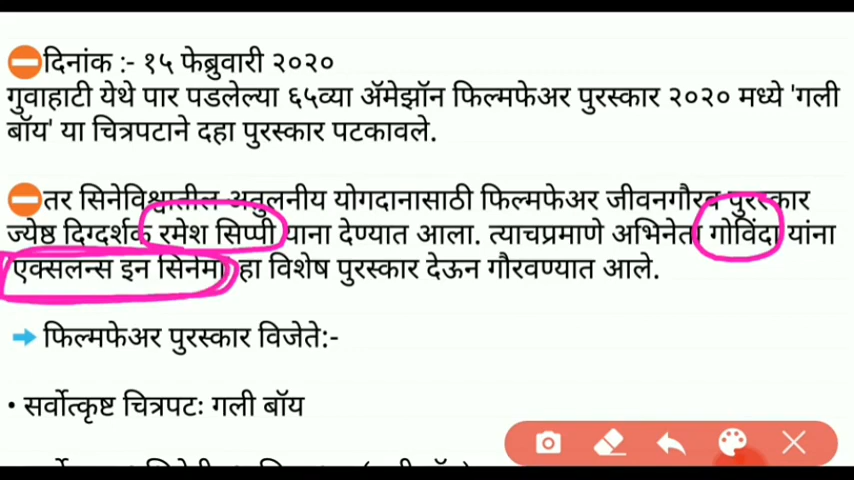 दिनांक :- १५ फेब्रुवारी २०२०
गुवाहाटी येथे पार पडलेल्या ६५व्या ॲमेझॉन फिल्मफेअर पुरस्कार २०२० मध्ये 'गली
बॉय' या चित्रपटाने दहा पुरस्कार पटकावले.
तर सिनेविश्वातील अतुलनीय योगदानासाठी फिल्मफेअर जीवनगौरव पुरस्कार
ज्येष्ठ दिग्दर्शक रमेश सिप्पी याना देण्यात आला. त्याचप्रमाणे अभिनेता गोविंदा यांना
एक्सलन्स इन सिनेमा हा विशेष पुरस्कार देऊन गौरवण्यात आले.
➡ फिल्मफेअर पुरस्कार विजेते:-
• सर्वोत्कृष्ट चित्रपटः गली बॉय